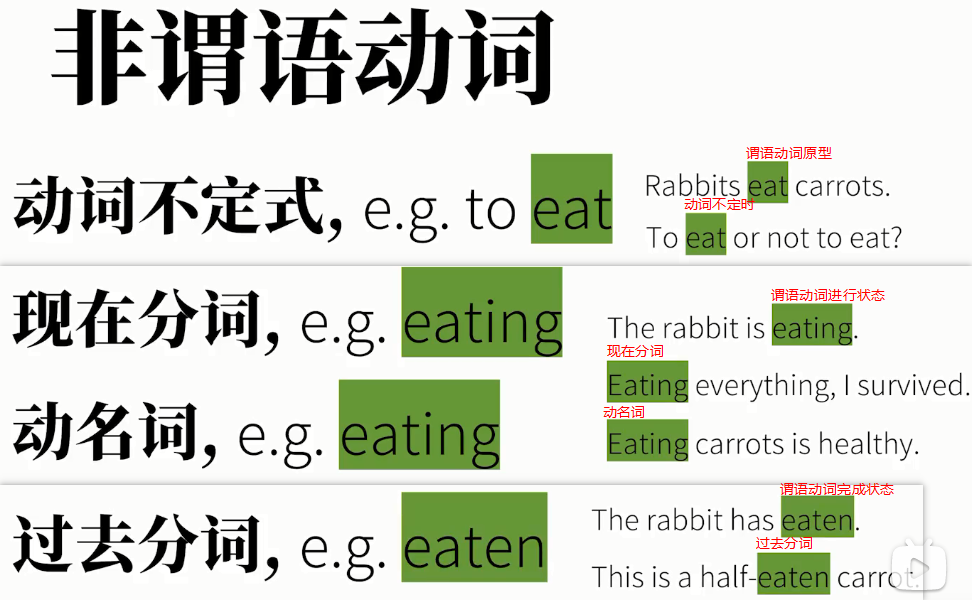 非谓语动词
动词不定式, e.g. to eat
谓语动词原型
Rabbits eat carrots.
动词不定时
To eat or not to eat?
现在分词, e.g. eating
谓语动词进行状态
The rabbit is eating.
现在分词
Eating everything, I survived.
动名词, e.g. eating
动名词
Eating carrots is healthy.
过去分词, e.g. eaten
谓语动词完成状态
The rabbit has eaten.
过去分词
This is a half-eaten carrot.